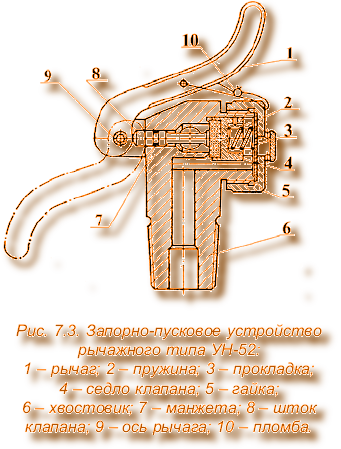 10
1
9
8
2
3
4
5
7
6
Рис. 7.3. Запорно-пусковое устройство
рычажного типа УН-52:
1 – рычаг; 2 – пружина; 3 – прокладка;
4 – седло клапана; 5 – гайка;
6 – хвостовик; 7 – манжета; 8 – шток
клапана; 9 – ось рычага; 10 – пломба.